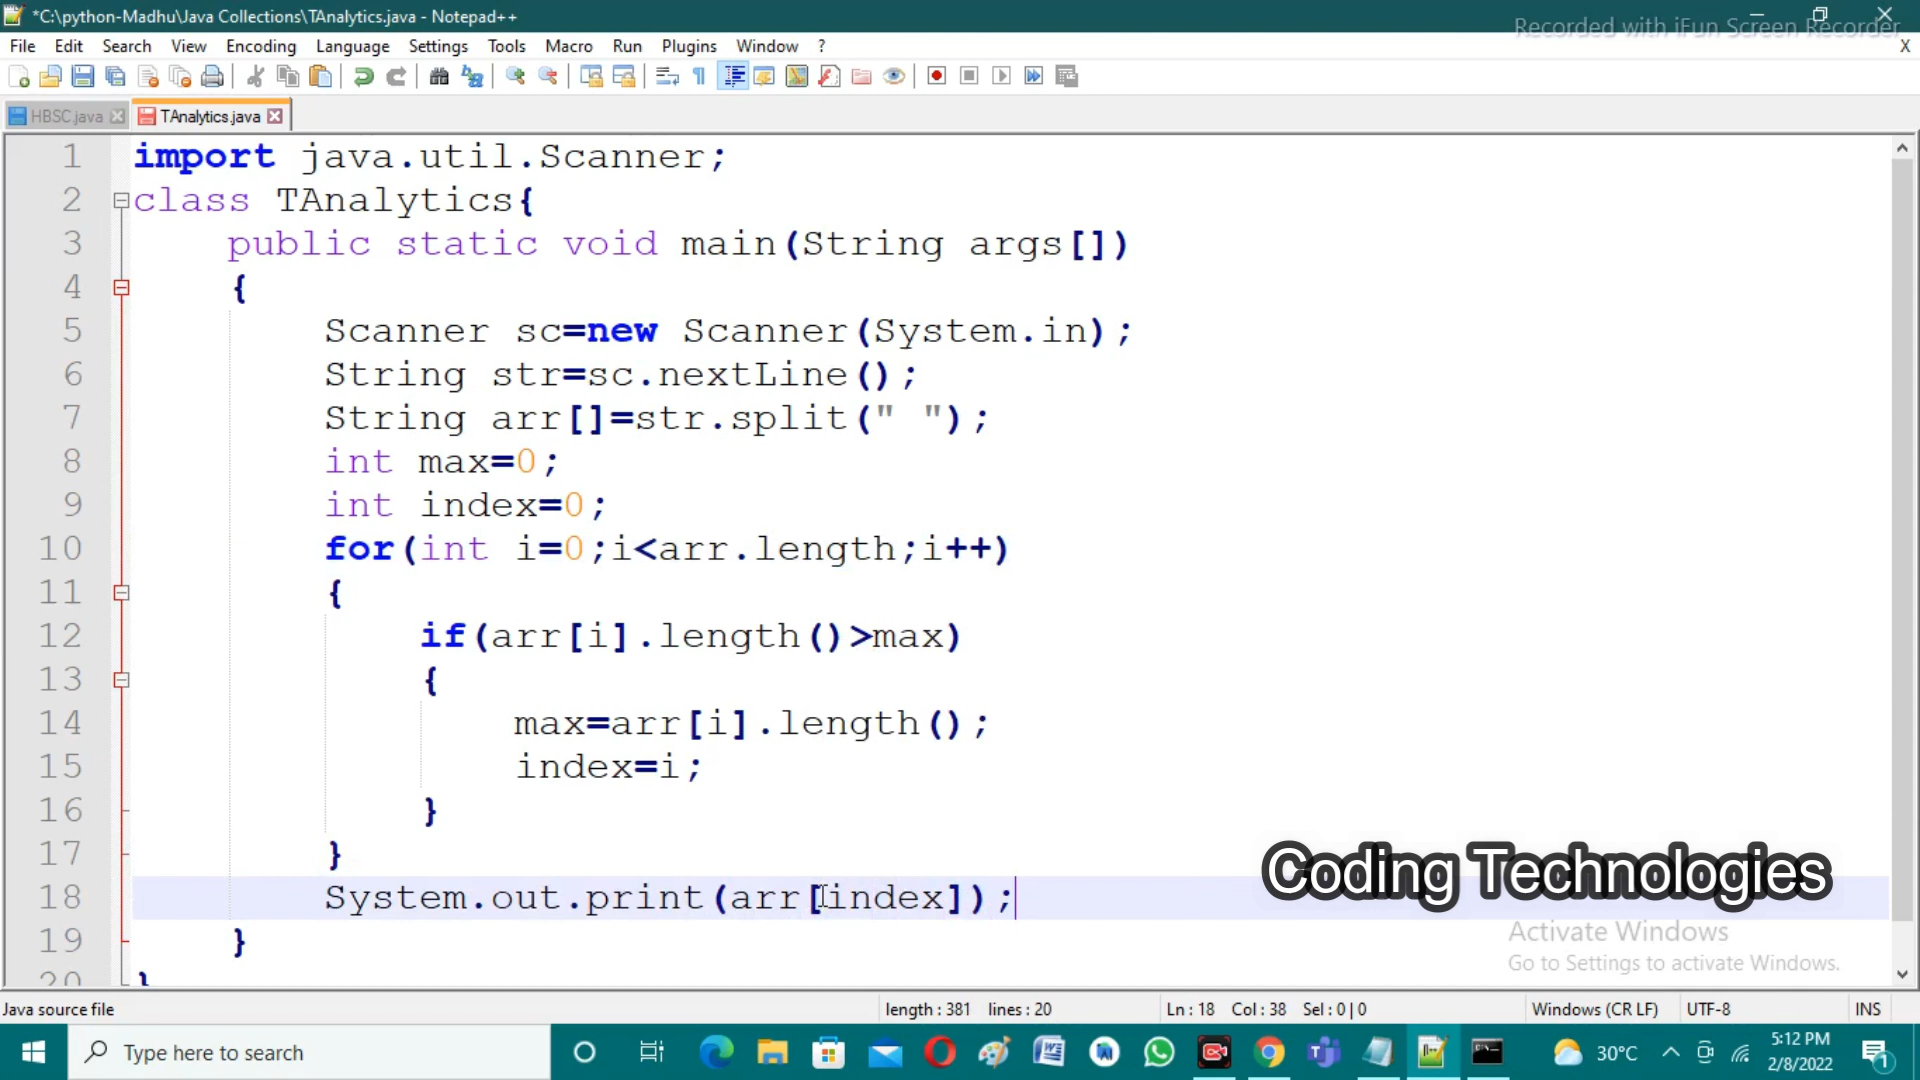 *C:\python-Madhu\Java Collections\TAnalytics.java - Notepad++
Recorded with iFun Screen Recorder
File Edit Search View Encoding Language Settings Tools Macro Run Plugins Window ? X
HBSC.java TAnalytics.java
1 import java.util.Scanner;
2 class TAnalytics{
3 public static void main(String args[])
4 {
5 Scanner sc=new Scanner(System.in);
6 String str=sc.nextLine();
7 String arr[]=str.split(" ");
8 int max=0;
9 int index=0;
10 for(int i=0;i<arr.length;i++)
11 {
12 if(arr[i].length()>max)
13 {
14 max=arr[i].length();
15 index=i;
16 }
17 }
18 System.out.print(arr[index]);
19 }
20 }
Coding Technologies
Activate Windows
Go to Settings to activate Windows.
Java source file length : 381 lines : 20 Ln : 18 Col : 38 Sel : 0 | 0 Windows (CR LF) UTF-8 INS
Type here to search 30°C 5:12 PM
2/8/2022
1